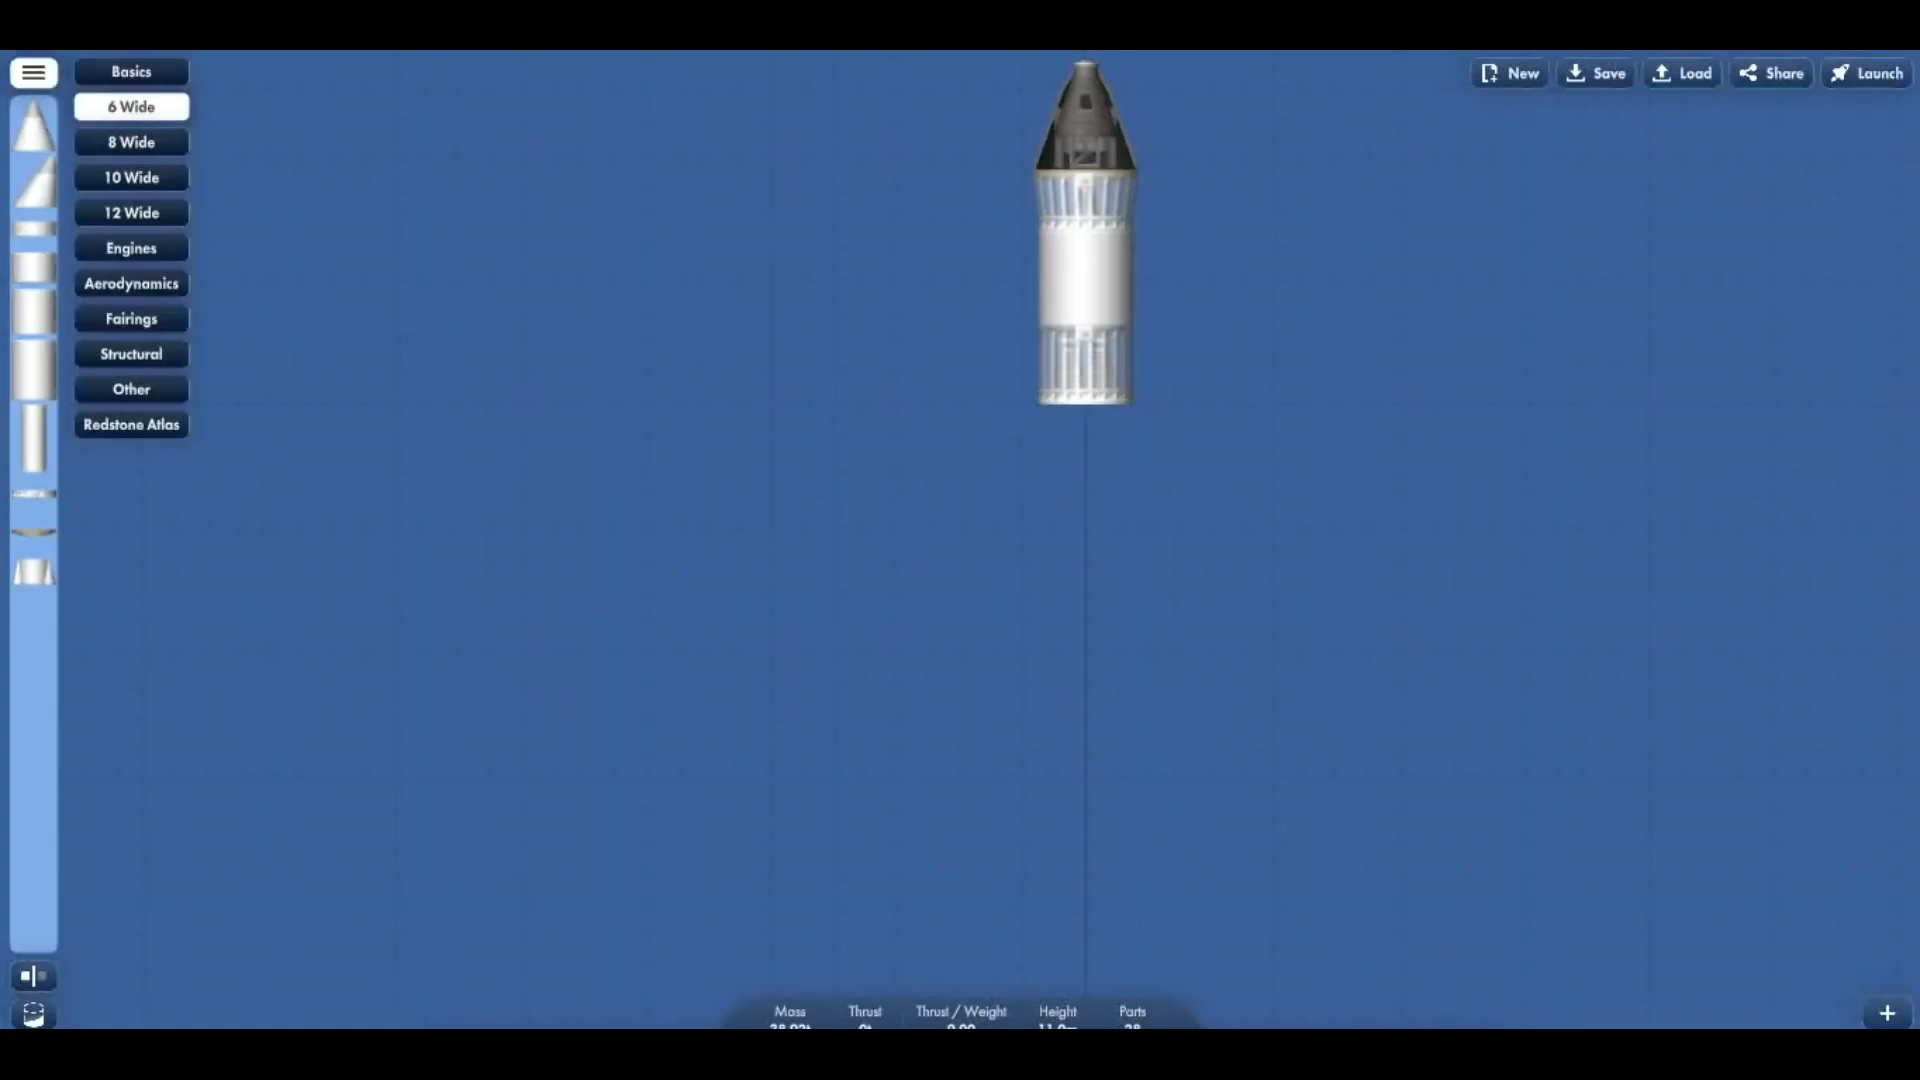 Basics
6 Wide
8 Wide
10 Wide
12 Wide
Engines
Aerodynamics
Fairings
Structural
Other
Redstone Atlas
New
Save
Load
Share
Launch
Mass
Thrust
Thrust / Weight
Height
Parts